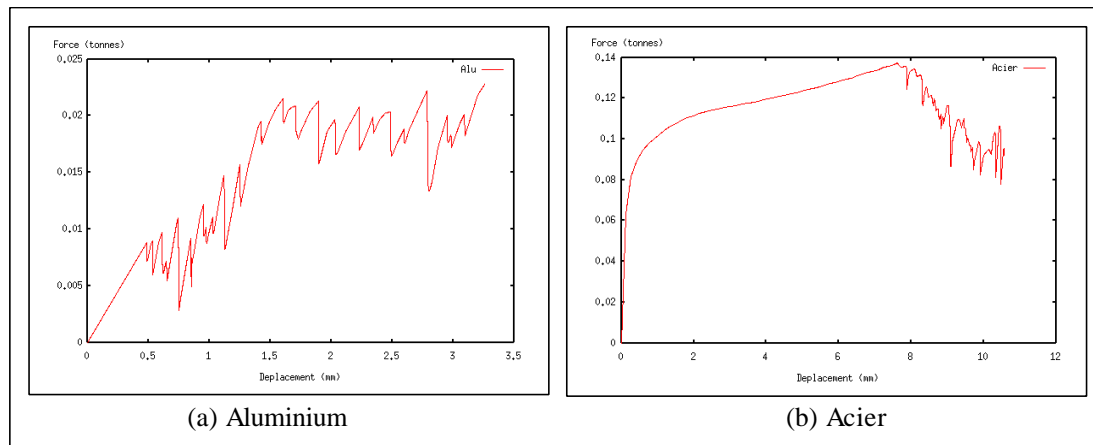 Force (tonnes)
0.025
0.02
0.015
0.01
0.005
0
Alu
0 0.5 1 1.5 2 2.5 3 3.5
Deplacement (mm)
(a) Aluminium
Force (tonnes)
0.14
0.12
0.1
0.08
0.06
0.04
0.02
0
Acier
0 2 4 6 8 10 12
Deplacement (mm)
(b) Acier